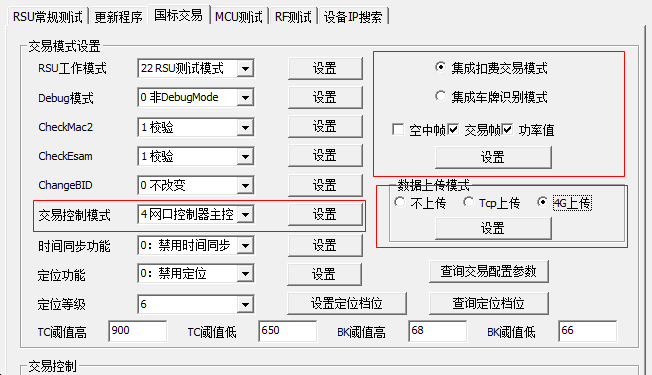 RSU常规测试 更新程序 国标交易 MCU测试 RF测试 设备IP搜索
交易模式设置
RSU工作模式 22 RSU测试模式 设置 集成扣费交易模式
Debug模式 0 非DebugMode 设置 集成车牌识别模式
CheckMac2 1 校验 设置 空中帧 交易帧 功率值
CheckEsam 1 校验 设置 设置
ChangeBID 0 不改变 设置 数据上传模式
交易控制模式 4 网口控制器主控 设置 不上传 Tcp上传 4G上传
时间同步功能 0：禁用时间同步 设置 设置
定位功能 0：禁用定位 设置 查询交易配置参数
定位等级 6 设置定位档位 查询定位档位
TC阈值高 900 TC阈值低 650 BK阈值高 68 BK阈值低 66
交易控制